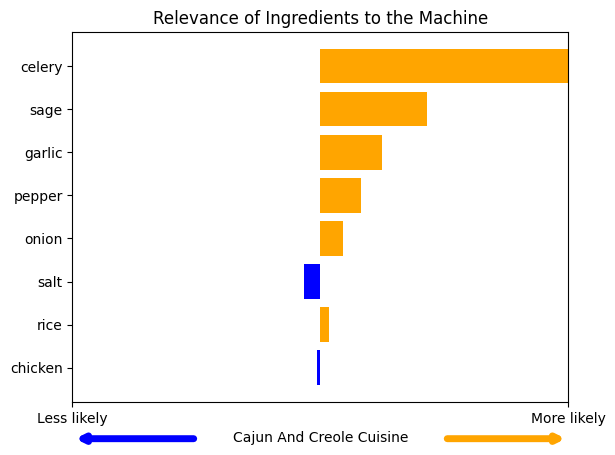 Relevance of Ingredients to the Machine
celery
sage
garlic
pepper
onion
salt
rice
chicken
Less likely
More likely
Cajun And Creole Cuisine